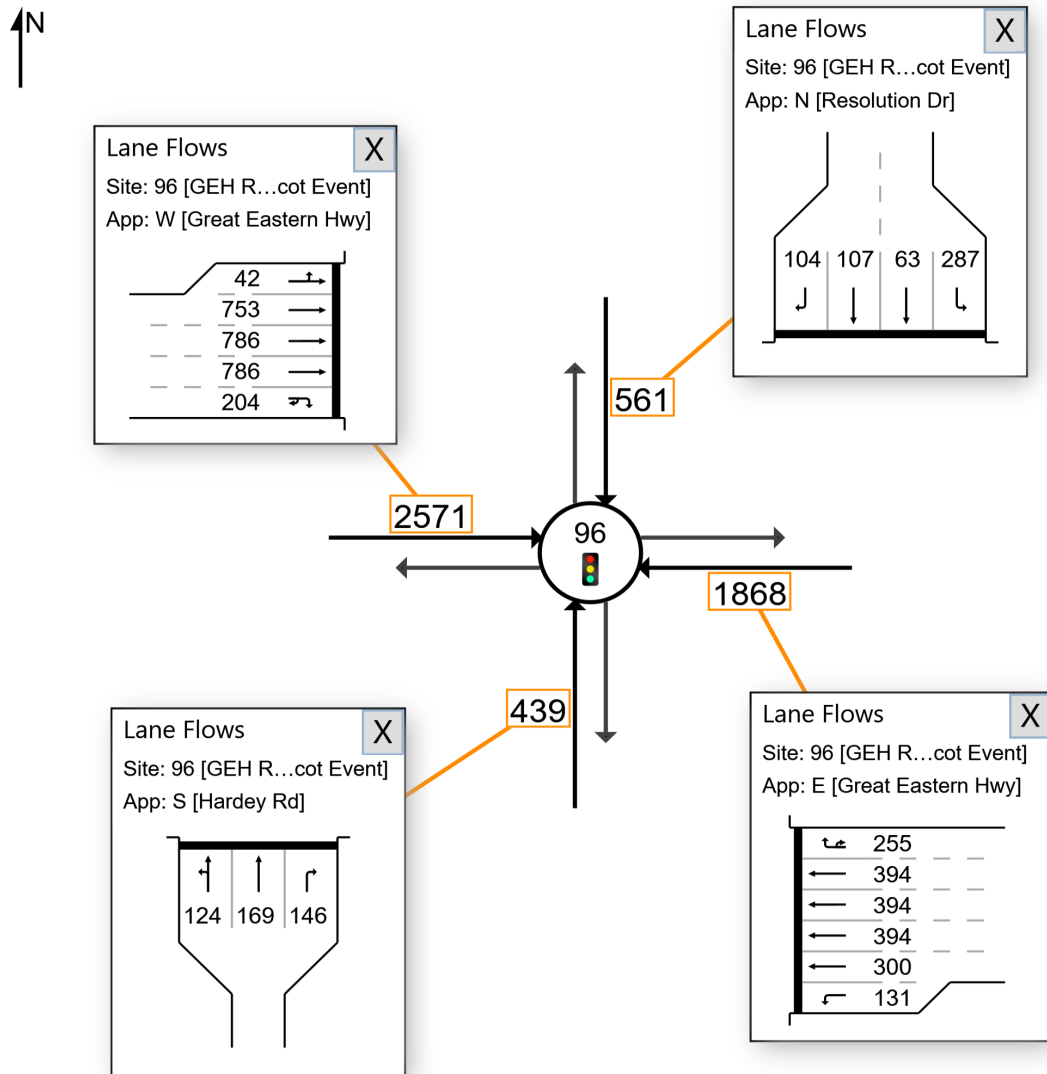 N
Lane Flows
X
Site: 96 [GEH R...cot Event]
App: N [Resolution Dr]
104 107 63 287
Lane Flows
X
Site: 96 [GEH R...cot Event]
App: W [Great Eastern Hwy]
42
753
786
786
204
561
2571
96
1868
439
Lane Flows
X
Site: 96 [GEH R...cot Event]
App: S [Hardey Rd]
124 169 146
Lane Flows
X
Site: 96 [GEH R...cot Event]
App: E [Great Eastern Hwy]
255
394
394
394
300
131